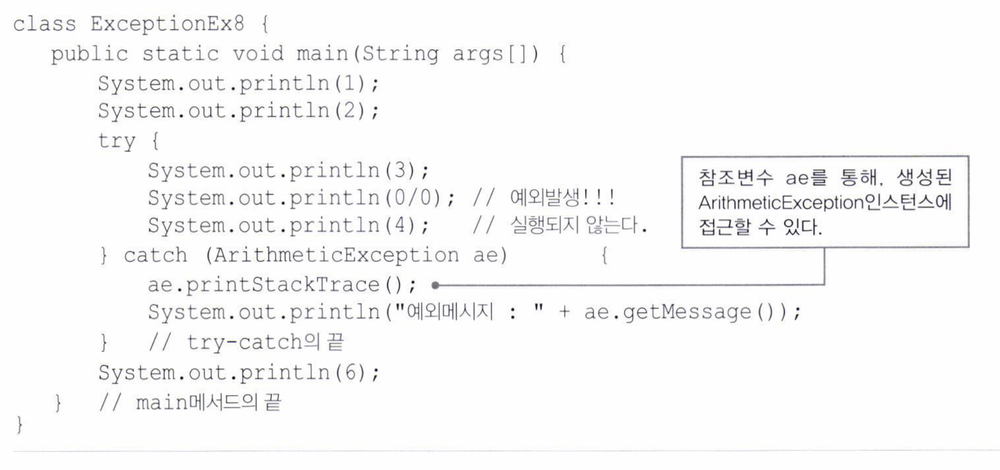 class ExceptionEx8 {
public static void main(String args[]) {
System.out.println(1);
System.out.println(2);
try {
System.out.println(3);
System.out.println(0/0); // 예외발생!!!
System.out.println(4); // 실행되지 않는다.
참조변수 ae를 통해, 생성된
ArithmeticException인스턴스에
접근할 수 있다.
} catch (ArithmeticException ae) {
ae.printStackTrace();
System.out.println("예외메시지 : " + ae.getMessage());
} // try-catch의 끝
System.out.println(6);
} // main메서드의 끝
}